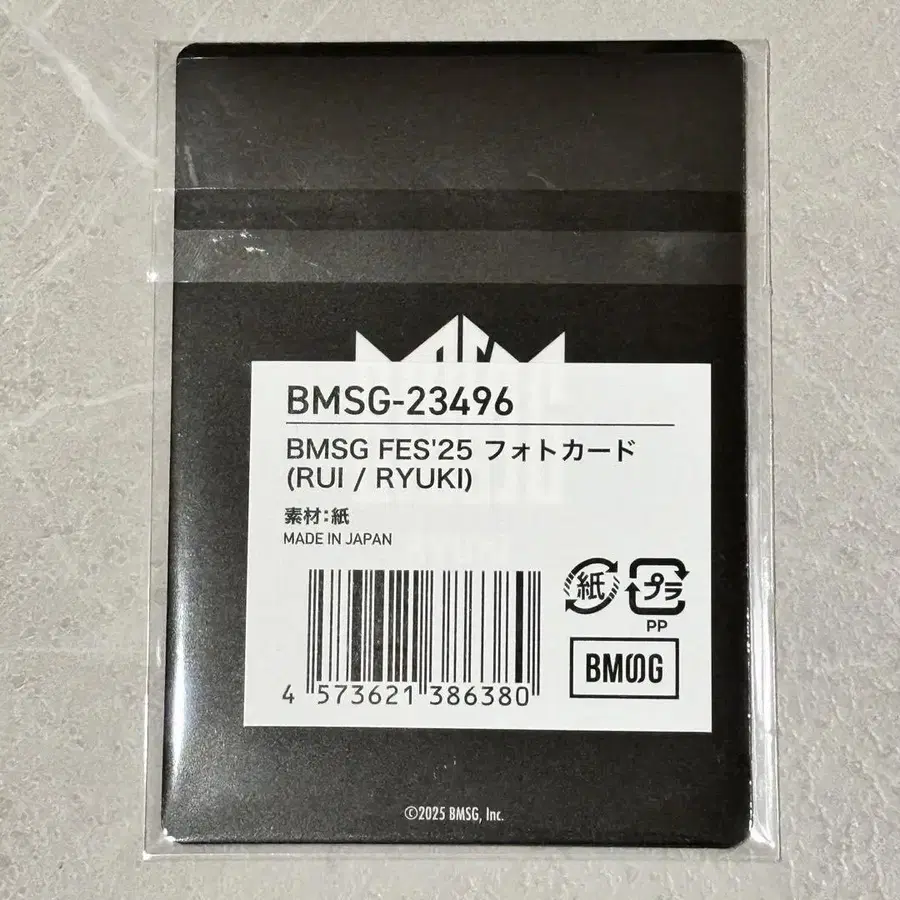 BMSG-23496
BMSG FES'25 フォトカード
(RUI / RYUKI)
素材:紙
MADE IN JAPAN
紙
プラ
PP
BMSG
4 573621 386380
©2025 BMSG, Inc.